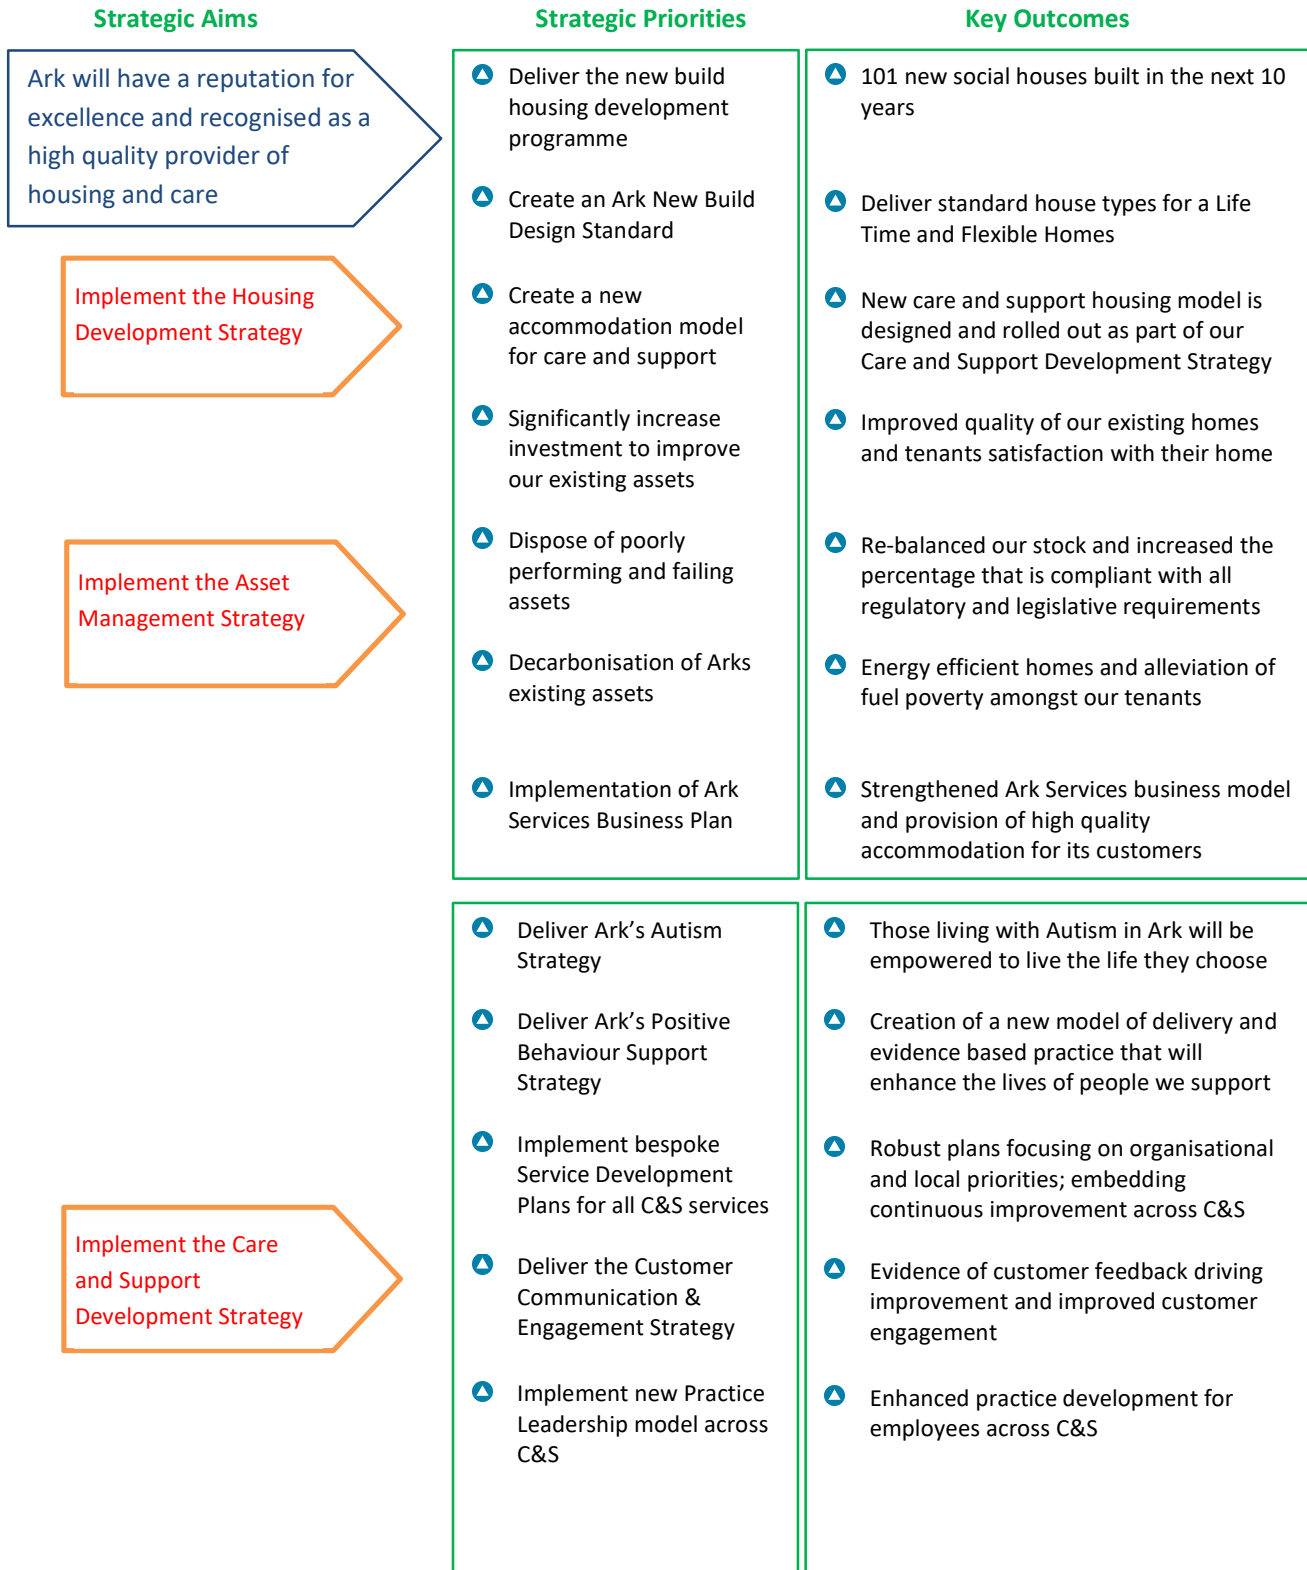 Strategic Aims
Strategic Priorities
Key Outcomes
Ark will have a reputation for
excellence and recognised as a
high quality provider of
housing and care
Implement the Housing
Development Strategy
Implement the Asset
Management Strategy
Deliver the new build
housing development
programme
Create an Ark New Build
Design Standard
Create a new
accommodation model
for care and support
Significantly increase
investment to improve
our existing assets
Dispose of poorly
performing and failing
assets
Decarbonisation of Arks
existing assets
Implementation of Ark
Services Business Plan
101 new social houses built in the next 10
years
Deliver standard house types for a Life
Time and Flexible Homes
New care and support housing model is
designed and rolled out as part of our
Care and Support Development Strategy
Improved quality of our existing homes
and tenants satisfaction with their home
Re-balanced our stock and increased the
percentage that is compliant with all
regulatory and legislative requirements
Energy efficient homes and alleviation of
fuel poverty amongst our tenants
Strengthened Ark Services business model
and provision of high quality
accommodation for its customers
Implement the Care
and Support
Development Strategy
Deliver Ark’s Autism
Strategy
Deliver Ark’s Positive
Behaviour Support
Strategy
Implement bespoke
Service Development
Plans for all C&S services
Deliver the Customer
Communication &
Engagement Strategy
Implement new Practice
Leadership model across
C&S
Those living with Autism in Ark will be
empowered to live the life they choose
Creation of a new model of delivery and
evidence based practice that will
enhance the lives of people we support
Robust plans focusing on organisational
and local priorities; embedding
continuous improvement across C&S
Evidence of customer feedback driving
improvement and improved customer
engagement
Enhanced practice development for
employees across C&S